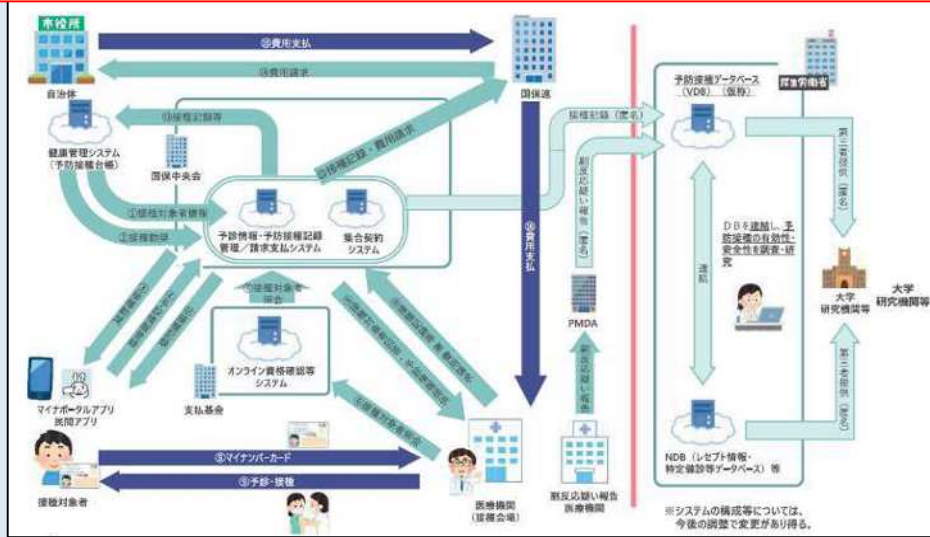 市役所
自治体
健康管理システム
(予防接種台帳)
費用支払
費用請求
国保連
接種記録等
国保中央会
接種記録・費用請求
①接種対象者情報
②接種勧奨
予診情報・予防接種記録
管理/請求支払システム
集合契約
システム
接種対象者
照会
オンライン資格確認等
システム
支払基金
マイナポータルアプリ
民間アプリ
接種対象者
⑧マイナンバーカード
⑨予診・接種
医療機関
(接種会場)
費用支払
接種記録(匿名)
副反応疑い報告(匿名)
PMDA
副反応疑い報告
副反応疑い報告
医療機関
予防接種データベース
(VDB)(仮称)
厚生労働省
連結
DBを連結し、予
防接種の有効性・
安全性を調査・研
究
第三者提供(匿名)
大学
研究機関等
大学
研究機関等
第三者提供(匿名)
NDB(レセプト情報・
特定健診等データベース)等
※システムの構成等については、
今後の調整で変更があり得る。